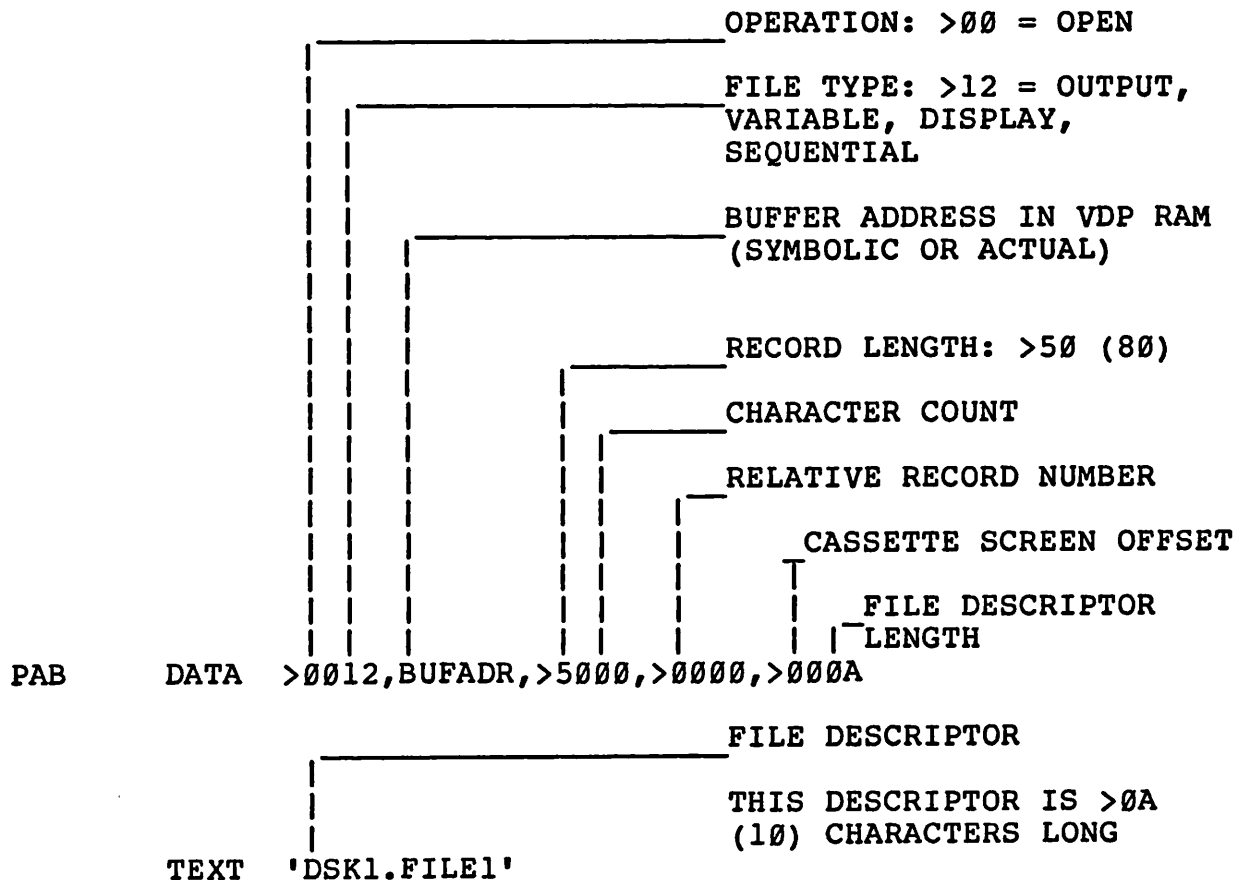 OPERATION: >ØØ = OPEN
FILE TYPE: >12 = OUTPUT,
VARIABLE, DISPLAY,
SEQUENTIAL
BUFFER ADDRESS IN VDP RAM
(SYMBOLIC OR ACTUAL)
RECORD LENGTH: >5Ø (8Ø)
CHARACTER COUNT
RELATIVE RECORD NUMBER
CASSETTE SCREEN OFFSET
FILE DESCRIPTOR
LENGTH
PAB DATA >ØØ12,BUFADR,>5ØØØ,>ØØØØ,>ØØØA
FILE DESCRIPTOR
THIS DESCRIPTOR IS >ØA
(1Ø) CHARACTERS LONG
TEXT 'DSK1.FILE1'